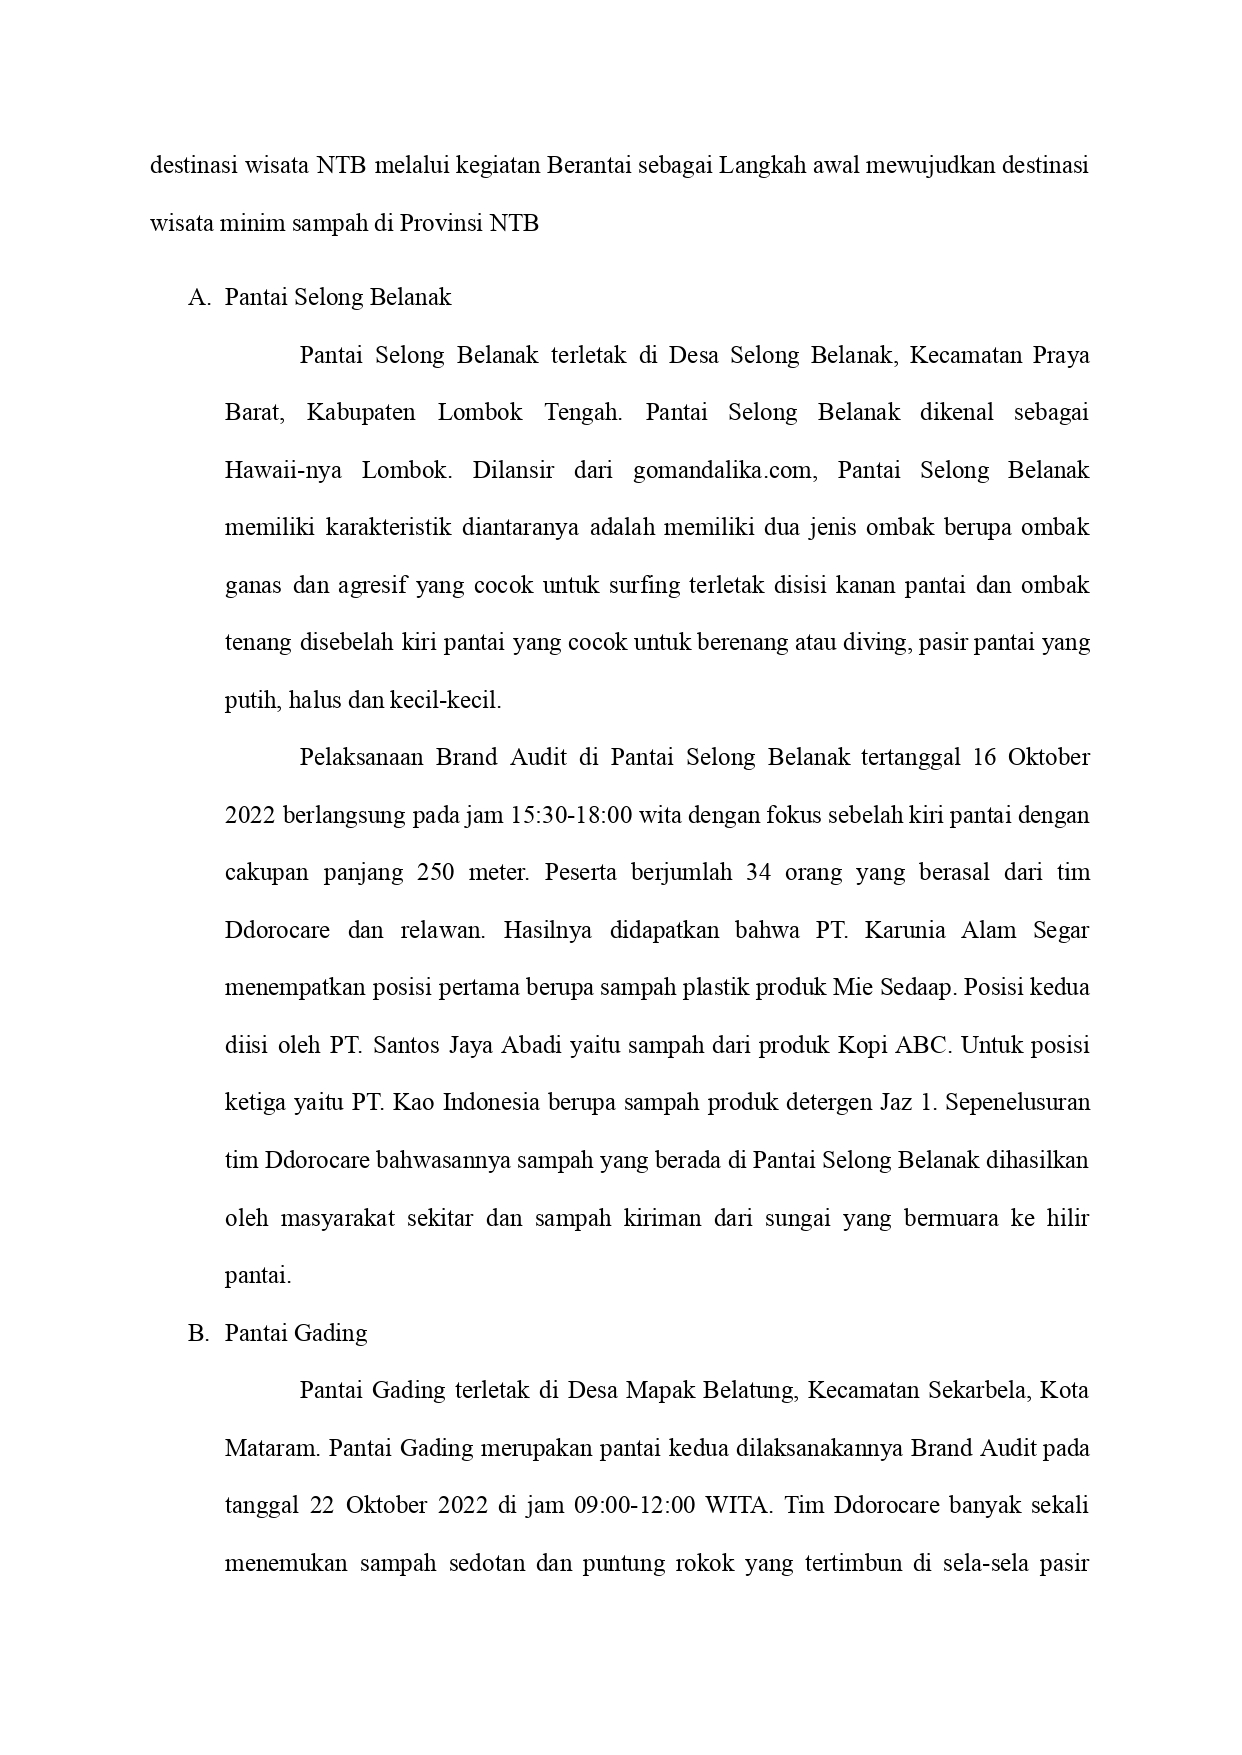 destinasi wisata NTB melalui kegiatan Berantai sebagai Langkah awal mewujudkan destinasi
wisata minim sampah di Provinsi NTB
A. Pantai Selong Belanak
Pantai Selong Belanak terletak di Desa Selong Belanak, Kecamatan Praya
Barat, Kabupaten Lombok Tengah. Pantai Selong Belanak dikenal sebagai
Hawaii-nya Lombok. Dilansir dari gomandalika.com, Pantai Selong Belanak
memiliki karakteristik diantaranya adalah memiliki dua jenis ombak berupa ombak
ganas dan agresif yang cocok untuk surfing terletak disisi kanan pantai dan ombak
tenang disebelah kiri pantai yang cocok untuk berenang atau diving, pasir pantai yang
putih, halus dan kecil-kecil.
Pelaksanaan Brand Audit di Pantai Selong Belanak tertanggal 16 Oktober
2022 berlangsung pada jam 15:30-18:00 wita dengan fokus sebelah kiri pantai dengan
cakupan panjang 250 meter. Peserta berjumlah 34 orang yang berasal dari tim
Ddorocare dan relawan. Hasilnya didapatkan bahwa PT. Karunia Alam Segar
menempatkan posisi pertama berupa sampah plastik produk Mie Sedaap. Posisi kedua
diisi oleh PT. Santos Jaya Abadi yaitu sampah dari produk Kopi ABC. Untuk posisi
ketiga yaitu PT. Kao Indonesia berupa sampah produk detergen Jaz 1. Sepenelusuran
tim Ddorocare bahwasannya sampah yang berada di Pantai Selong Belanak dihasilkan
oleh masyarakat sekitar dan sampah kiriman dari sungai yang bermuara ke hilir
pantai.
B. Pantai Gading
Pantai Gading terletak di Desa Mapak Belatung, Kecamatan Sekarbela, Kota
Mataram. Pantai Gading merupakan pantai kedua dilaksanakannya Brand Audit pada
tanggal 22 Oktober 2022 di jam 09:00-12:00 WITA. Tim Ddorocare banyak sekali
menemukan sampah sedotan dan puntung rokok yang tertimbun di sela-sela pasir